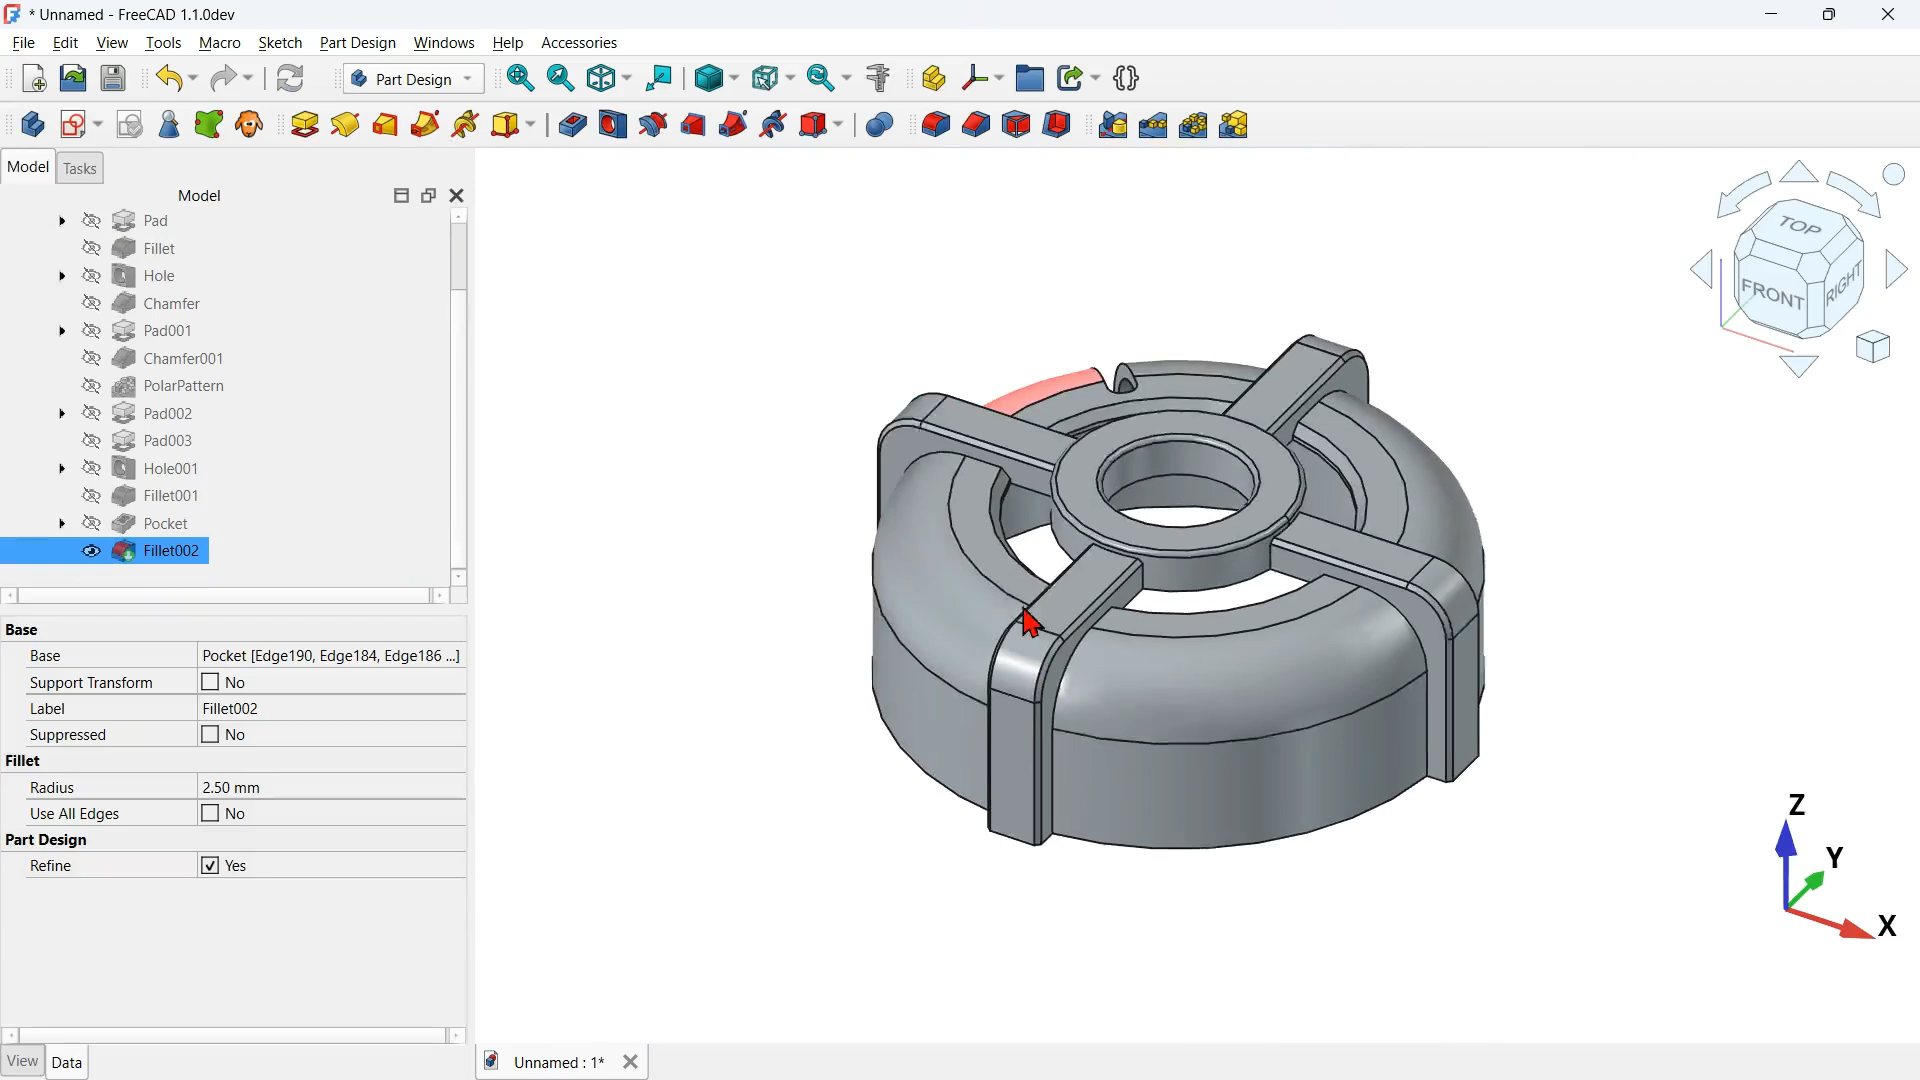 * Unnamed - FreeCAD 1.1.0dev
File Edit View Tools Macro Sketch Part Design Windows Help Accessories
Part Design
Model Tasks
Model
Pad
Fillet
Hole
Chamfer
Pad001
Chamfer001
PolarPattern
Pad002
Pad003
Hole001
Fillet001
Pocket
Fillet002
Base
Base Pocket [Edge190, Edge184, Edge186 ...]
Support Transform No
Label Fillet002
Suppressed No
Fillet
Radius 2.50 mm
Use All Edges No
Part Design
Refine Yes
View Data
Unnamed : 1*
TOP
FRONT
RIGHT
Z
Y
X